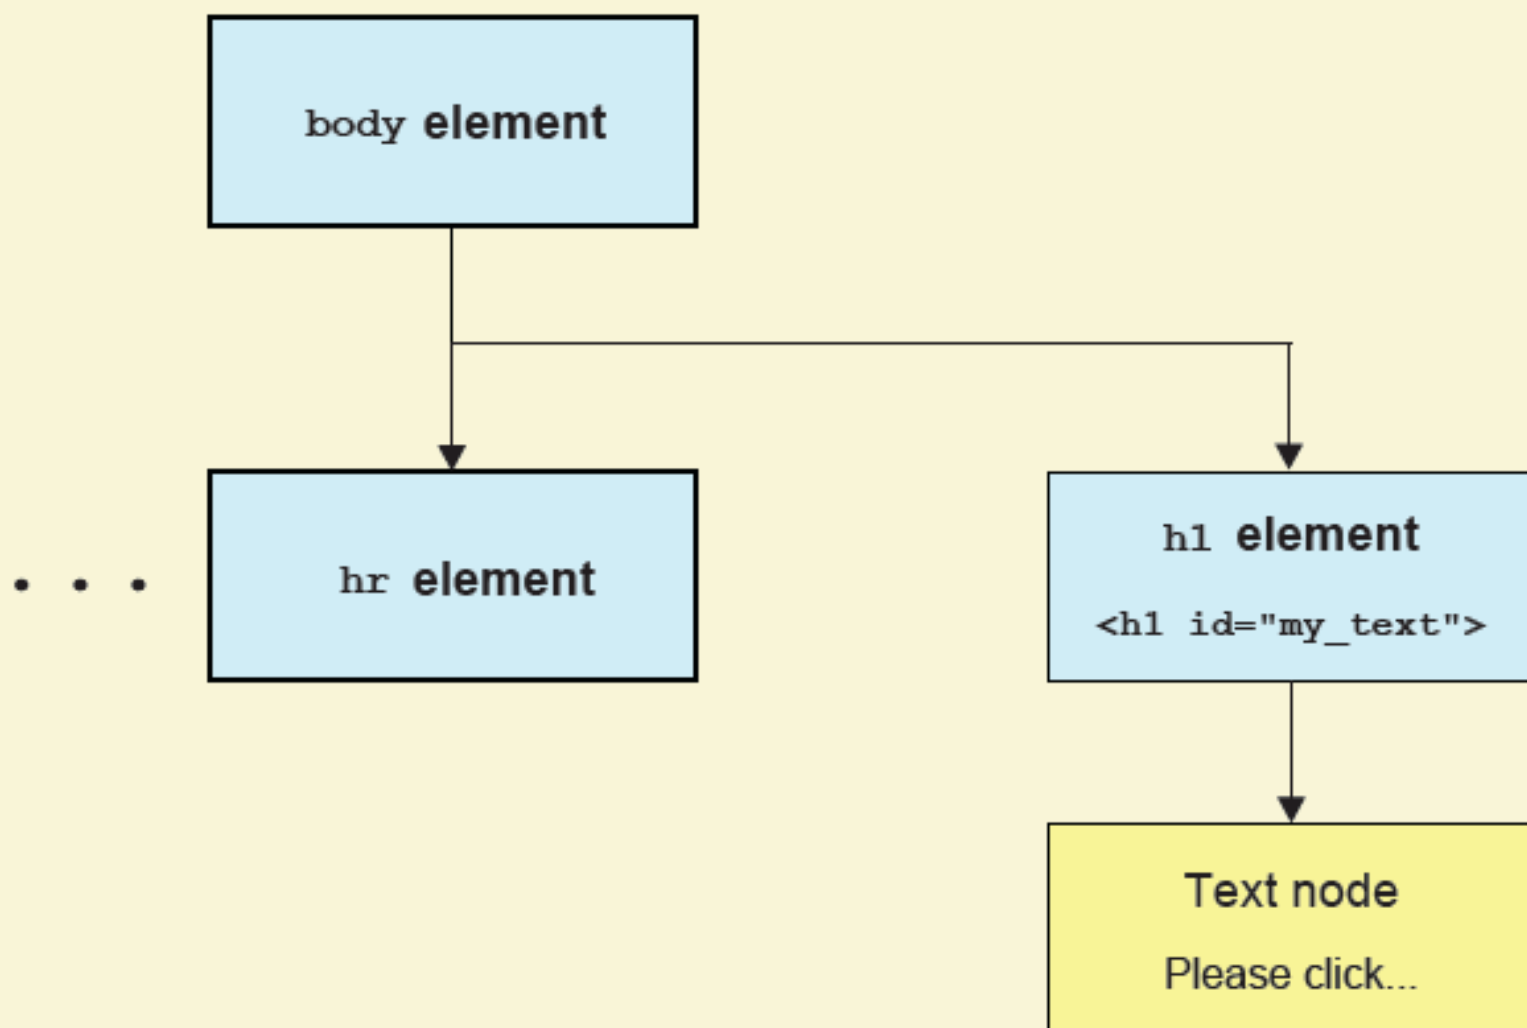 body element
. . .
hr element
h1 element
<h1 id="my_text">
Text node
Please click...